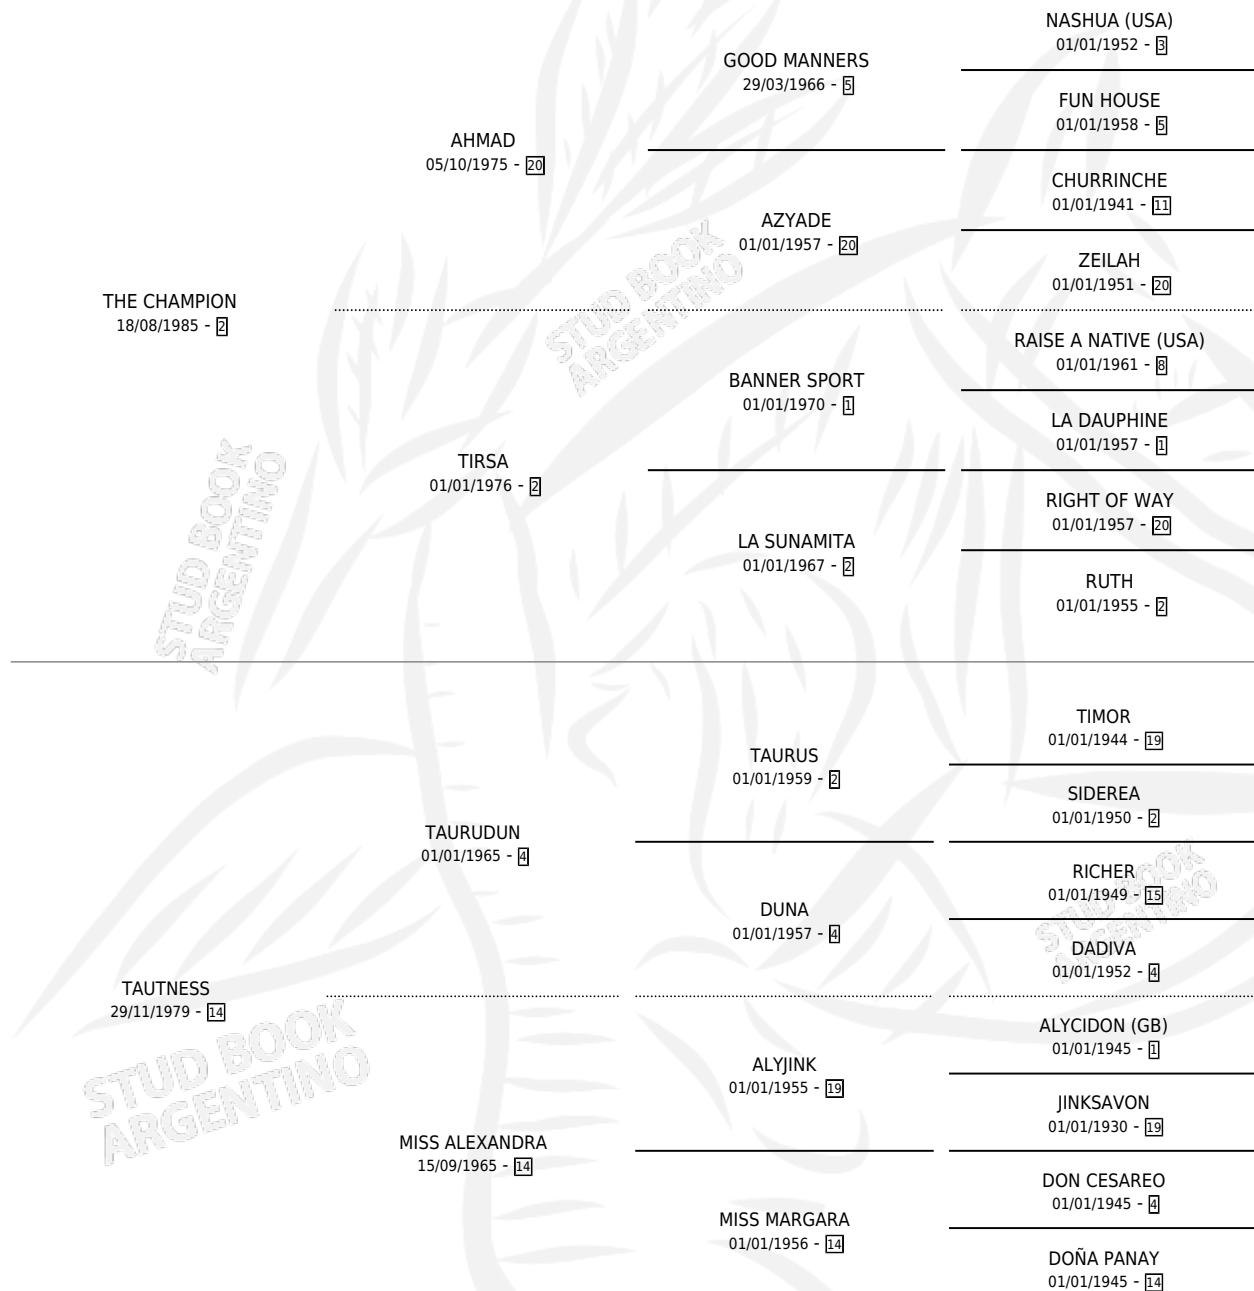 THE CHAMPION
18/08/1985 - 2
AHMAD
05/10/1975 - 20
GOOD MANNERS
29/03/1966 - 5
NASHUA (USA)
01/01/1952 - 3
FUN HOUSE
01/01/1958 - 5
AZYADE
01/01/1957 - 20
CHURRINCHE
01/01/1941 - 11
ZEILAH
01/01/1951 - 20
TIRSA
01/01/1976 - 2
BANNER SPORT
01/01/1970 - 1
RAISE A NATIVE (USA)
01/01/1961 - 8
LA DAUPHINE
01/01/1957 - 1
LA SUNAMITA
01/01/1967 - 2
RIGHT OF WAY
01/01/1957 - 20
RUTH
01/01/1955 - 2
TAUTNESS
29/11/1979 - 14
TAURUDUN
01/01/1965 - 4
TAURUS
01/01/1959 - 2
TIMOR
01/01/1944 - 19
SIDEREA
01/01/1950 - 2
DUNA
01/01/1957 - 4
RICHER
01/01/1949 - 15
DADIVA
01/01/1952 - 4
MISS ALEXANDRA
15/09/1965 - 14
ALYJINK
01/01/1955 - 19
ALYCIDON (GB)
01/01/1945 - 1
JINKSAVON
01/01/1930 - 19
MISS MARGARA
01/01/1956 - 14
DON CESAREO
01/01/1945 - 4
DOÑA PANAY
01/01/1945 - 14
STUD BOOK
ARGENTINO
STUD BOOK
ARGENTINO
STUD BOOK
ARGENTINO
STUD BOOK
ARGENTINO